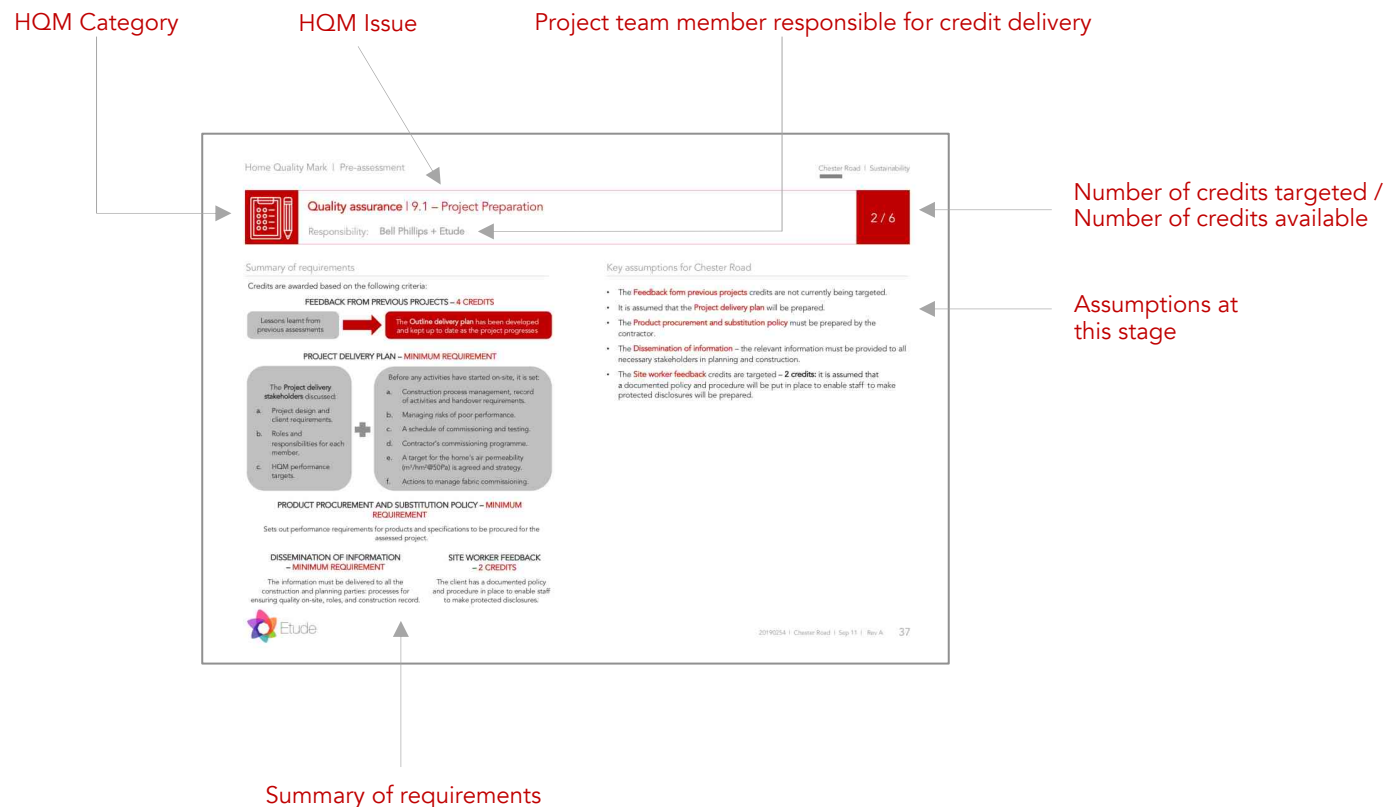 HQM Category
HQM Issue
Project team member responsible for credit delivery
Home Quality Mark | Pre-assessment
Chester Road | Sustainability
Quality assurance | 9.1 – Project Preparation
Responsibility: Bell Phillips + Etude
2 / 6
Number of credits targeted /
Number of credits available
Summary of requirements
Credits are awarded based on the following criteria:
FEEDBACK FROM PREVIOUS PROJECTS – 4 CREDITS
Lessons learnt from
previous assessments
The Outline delivery plan has been developed
and kept up to date as the project progresses
PROJECT DELIVERY PLAN – MINIMUM REQUIREMENT
The Project delivery
stakeholders discussed:
a. Project design and
client requirements.
b. Roles and
responsibilities for each
member.
c. HQM performance
targets.
Before any activities have started on-site, it is set:
a. Construction process management, record
of activities and handover requirements.
b. Managing risks of poor performance.
c. A schedule of commissioning and testing.
d. Contractor's commissioning programme.
e. A target for the home's air permeability
(m³/hm²@50Pa) is agreed and strategy.
f. Actions to manage fabric commissioning.
PRODUCT PROCUREMENT AND SUBSTITUTION POLICY – MINIMUM
REQUIREMENT
Sets out performance requirements for products and specifications to be procured for the
assessed project.
DISSEMINATION OF INFORMATION
– MINIMUM REQUIREMENT
The information must be delivered to all the
construction and planning parties: processes for
ensuring quality on-site, roles, and construction record.
SITE WORKER FEEDBACK
– 2 CREDITS
The client has a documented policy
and procedure in place to enable staff
to make protected disclosures.
Key assumptions for Chester Road
• The Feedback form previous projects credits are not currently being targeted.
• It is assumed that the Project delivery plan will be prepared.
• The Product procurement and substitution policy must be prepared by the
contractor.
• The Dissemination of information – the relevant information must be provided to all
necessary stakeholders in planning and construction.
• The Site worker feedback credits are targeted – 2 credits: it is assumed that
a documented policy and procedure will be put in place to enable staff to make
protected disclosures will be prepared.
Assumptions at
this stage
Etude
20190254 | Chester Road | Sep 11 | Rev A 37
Summary of requirements